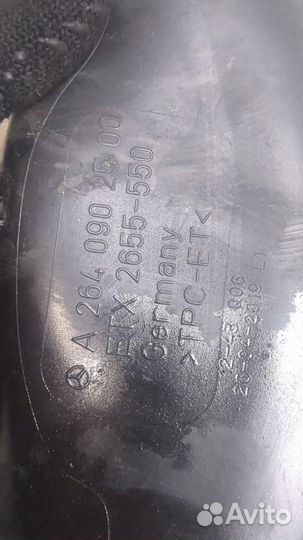 A 264 090 25 00
ETX 2655-550
Germany
>TPC-ET<
Avito